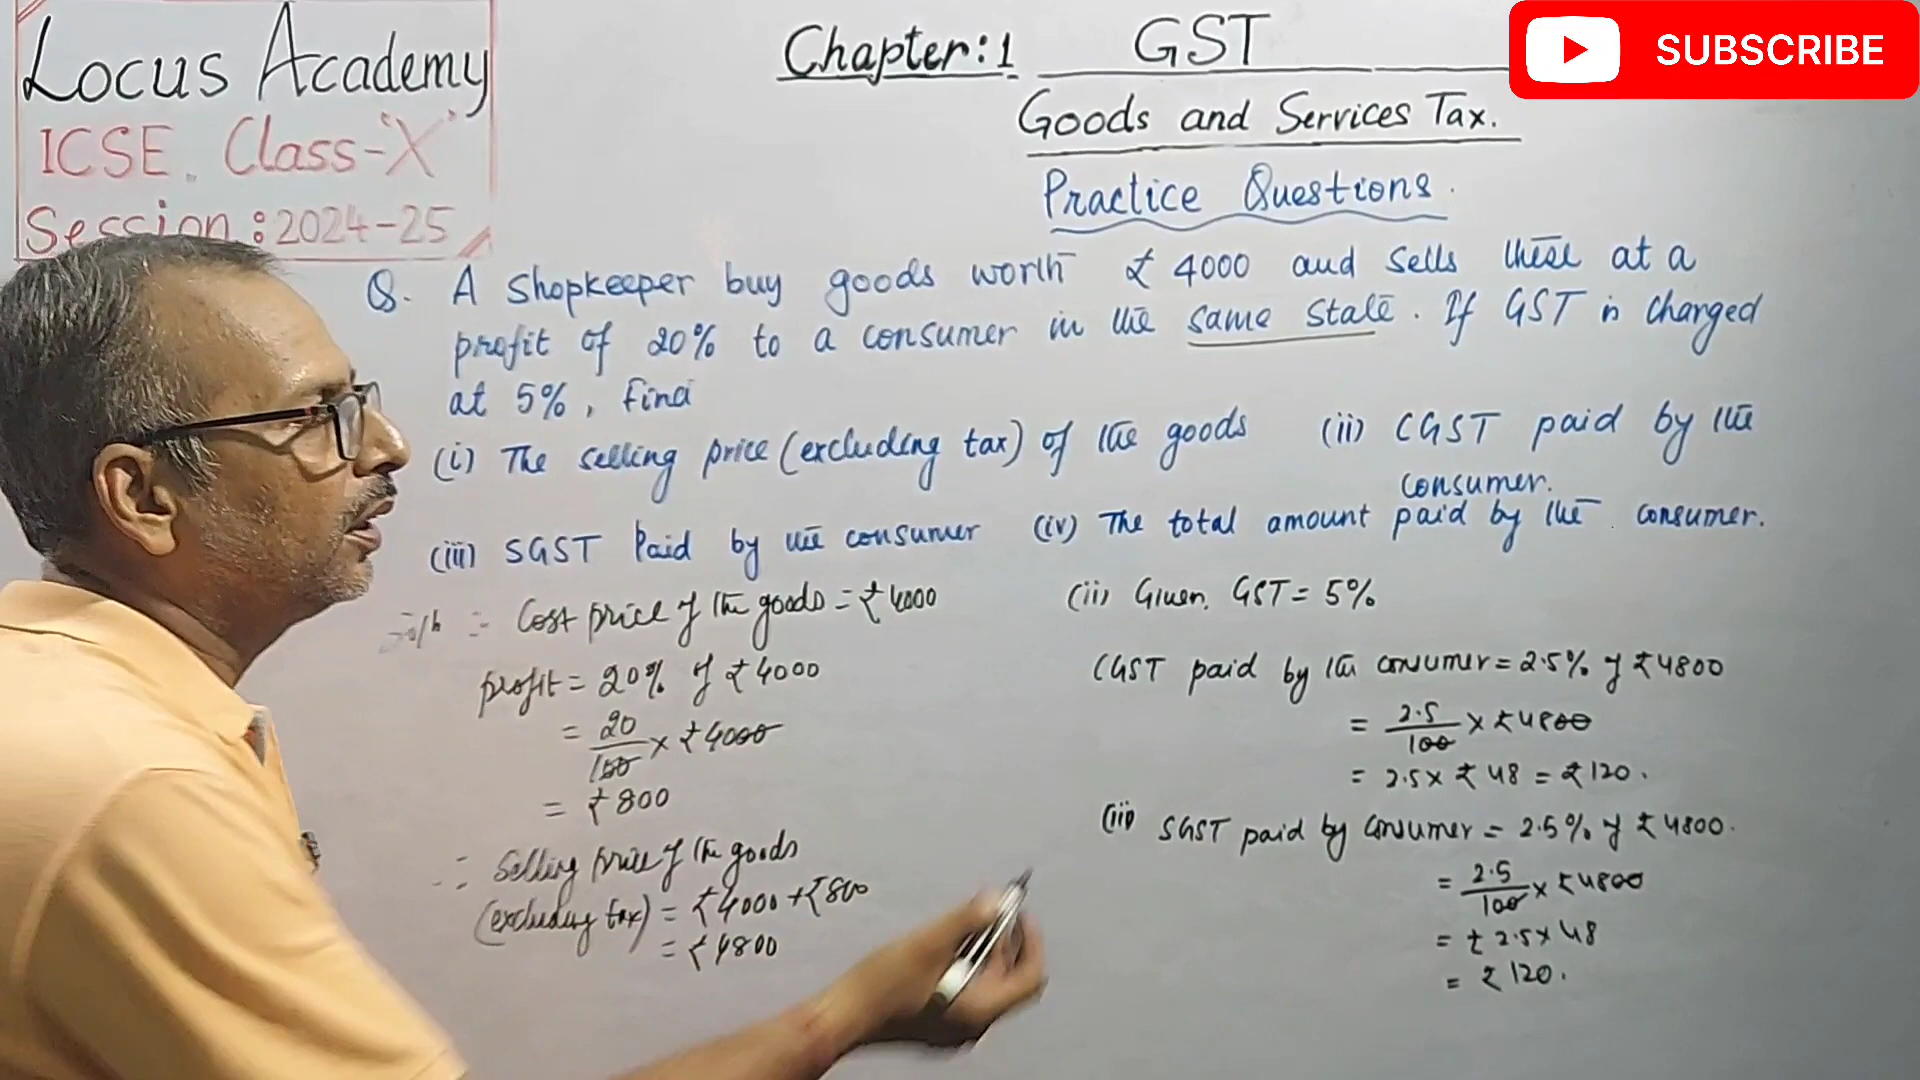 Locus Academy
ICSE. Class-"X"
Session: 2024-25
Chapter: 1 GST
Goods and Services Tax.
Practice Questions.
SUBSCRIBE
Q. A Shopkeeper buy goods worth ₹ 4000 and Sells these at a
profit of 20% to a consumer in the same state. If GST is charged
at 5%, Find
(i) The selling price (excluding tax) of the goods (ii) CGST paid by the
consumer.
(iii) SGST Paid by the consumer (iv) The total amount paid by the consumer.
Soln :- Cost price of the goods = ₹ 4000
profit = 20% of ₹ 4000
= 20/100 × ₹ 4000
= ₹ 800
∴ Selling price of the goods
(excluding tax) = ₹ 4000 + ₹ 800
= ₹ 4800
(ii) Given, GST = 5%
CGST paid by the consumer = 2.5% of ₹ 4800
= 2.5/100 × ₹ 4800
= 2.5 × ₹ 48 = ₹ 120.
(iii) SGST paid by consumer = 2.5% of ₹ 4800.
= 2.5/100 × ₹ 4800
= ₹ 2.5 × 48
= ₹ 120.